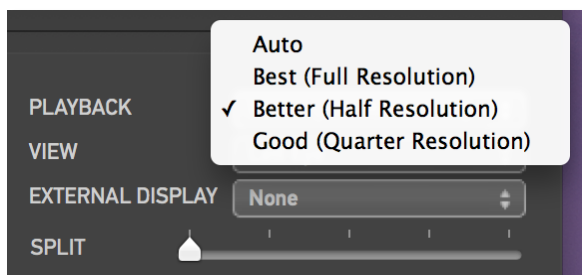 Auto
Best (Full Resolution)
PLAYBACK ✓ Better (Half Resolution)
Good (Quarter Resolution)
VIEW
EXTERNAL DISPLAY None
SPLIT